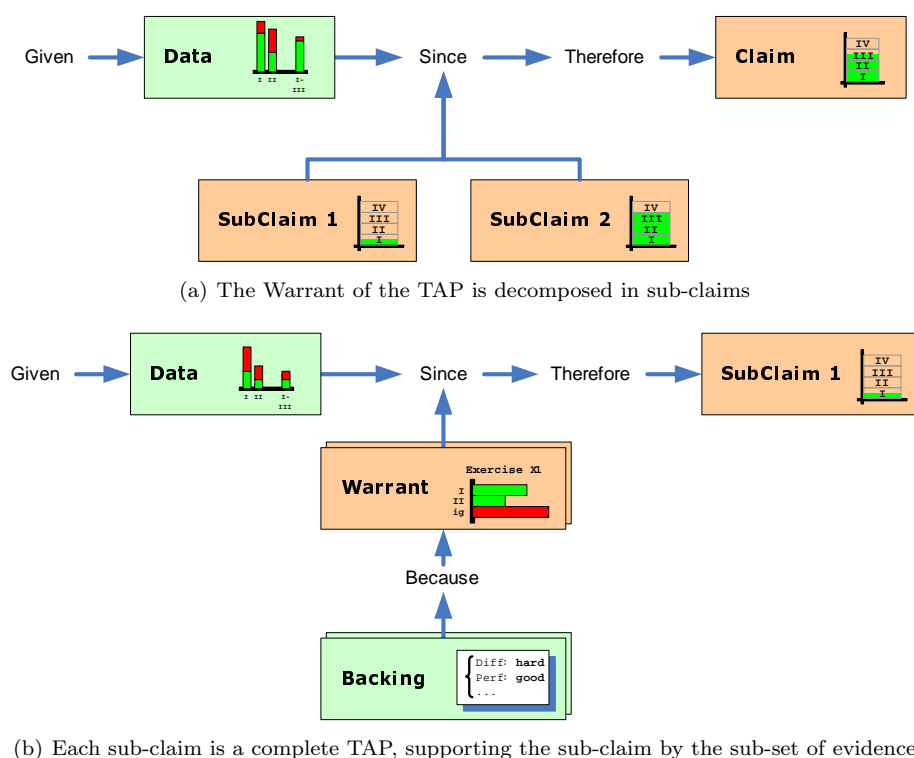 Given
Data
I II I-
III
Since
Therefore
Claim
IV
III
II
I
SubClaim 1
IV
III
II
I
SubClaim 2
IV
III
II
I
(a) The Warrant of the TAP is decomposed in sub-claims
Given
Data
I II I-
III
Since
Therefore
SubClaim 1
IV
III
II
I
Warrant
Exercise X1
I
II
ig
Because
Backing
Diff: hard
Perf: good
...
(b) Each sub-claim is a complete TAP, supporting the sub-claim by the sub-set of evidence